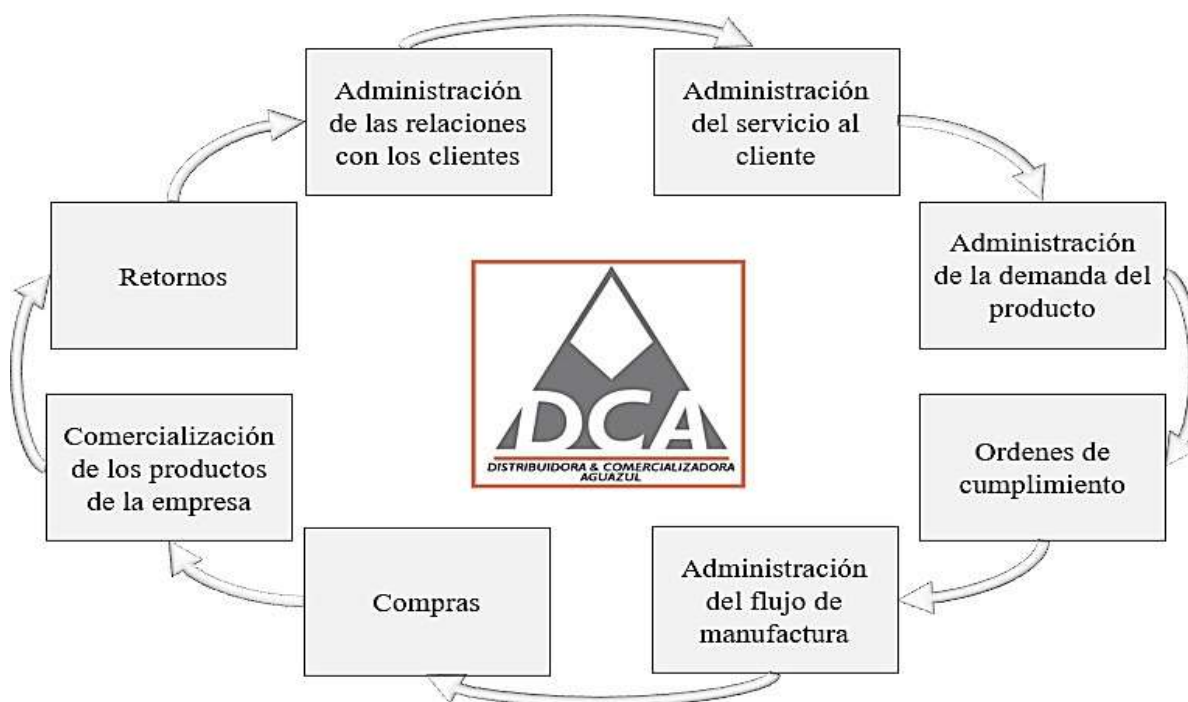 Administración
de las relaciones
con los clientes
Administración
del servicio al
cliente
Administración
de la demanda del
producto
Ordenes de
cumplimiento
Administración
del flujo de
manufactura
Compras
Comercialización
de los productos
de la empresa
Retornos
DCA
DISTRIBUIDORA & COMERCIALIZADORA
AGUAZUL